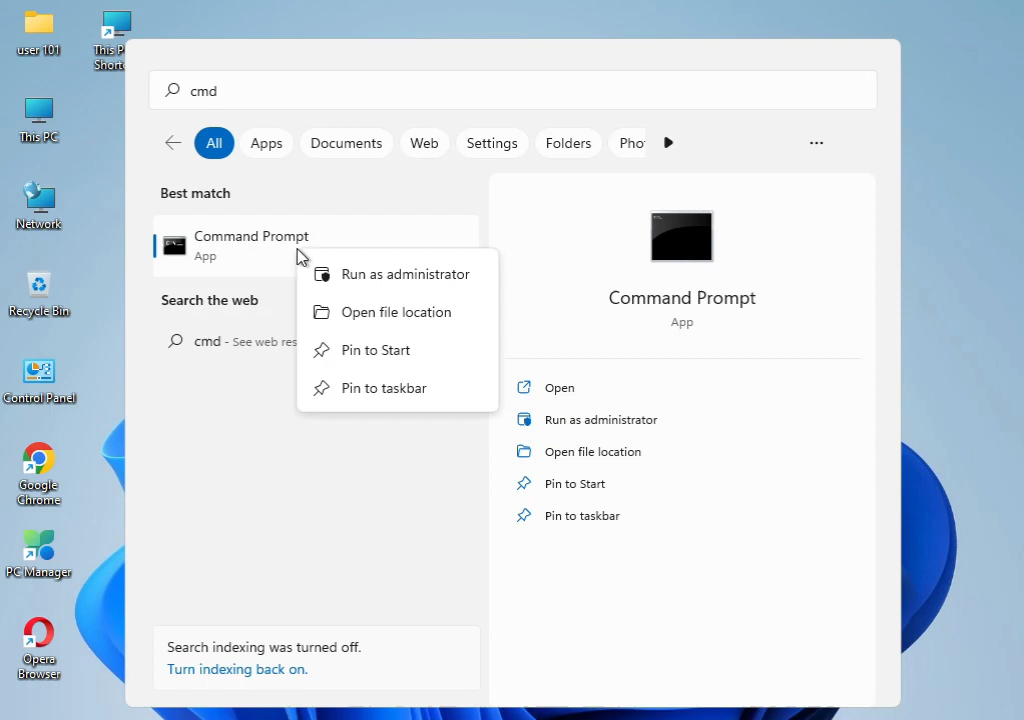 user 101
This P
Shortc
This PC
Network
Recycle Bin
Control Panel
Google
Chrome
PC Manager
Opera
Browser
cmd
All
Apps
Documents
Web
Settings
Folders
Pho
Best match
Command Prompt
App
Search the web
cmd - See web res
Run as administrator
Open file location
Pin to Start
Pin to taskbar
Command Prompt
App
Open
Run as administrator
Open file location
Pin to Start
Pin to taskbar
Search indexing was turned off.
Turn indexing back on.